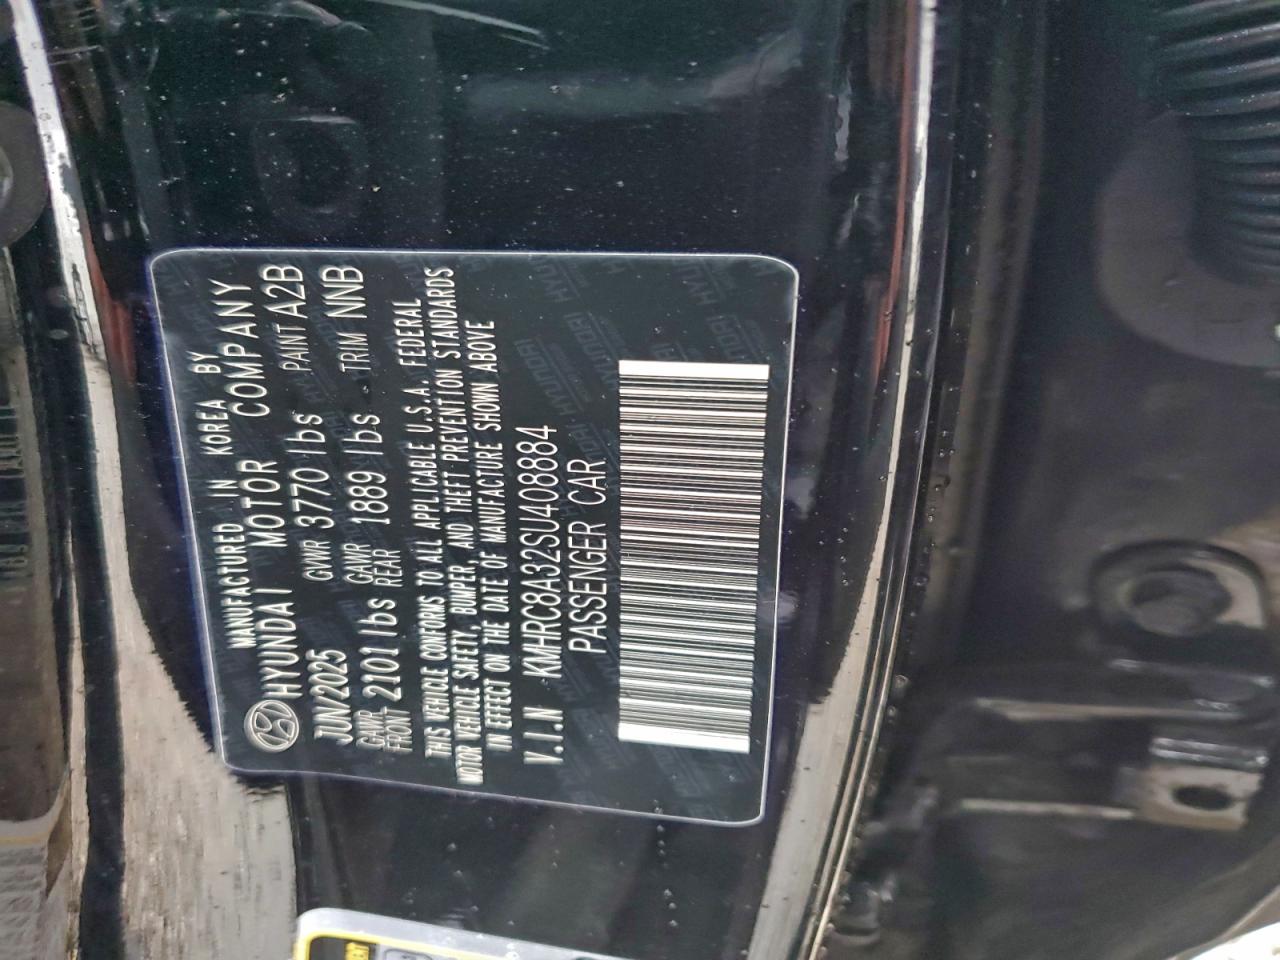 MANUFACTURED IN KOREA BY
HYUNDAI MOTOR COMPANY
JUN/2025 GVWR 3770 lbs PAINT A2B
GAWR FRONT 2101 lbs GAWR REAR 1889 lbs TRIM NNB
THIS VEHICLE CONFORMS TO ALL APPLICABLE U.S.A. FEDERAL
MOTOR VEHICLE SAFETY, BUMPER, AND THEFT PREVENTION STANDARDS
IN EFFECT ON THE DATE OF MANUFACTURE SHOWN ABOVE
V.I.N KMHRC8A32SU408884
PASSENGER CAR